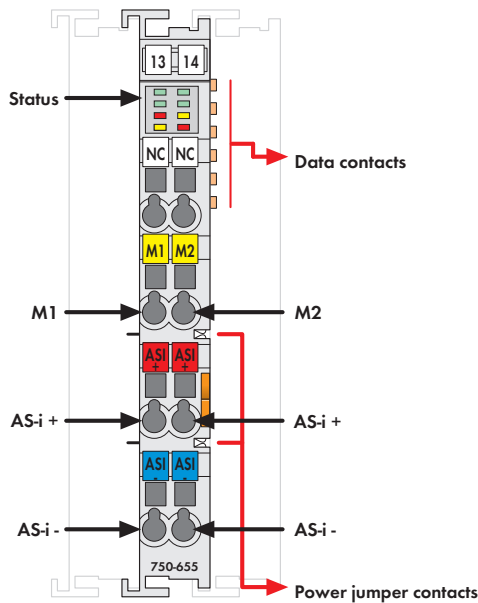 13 14
Status
NC NC
Data contacts
M1 M2
M1 M2
ASI + ASI +
AS-i + AS-i +
ASI - ASI -
AS-i - AS-i -
750-655
Power jumper contacts